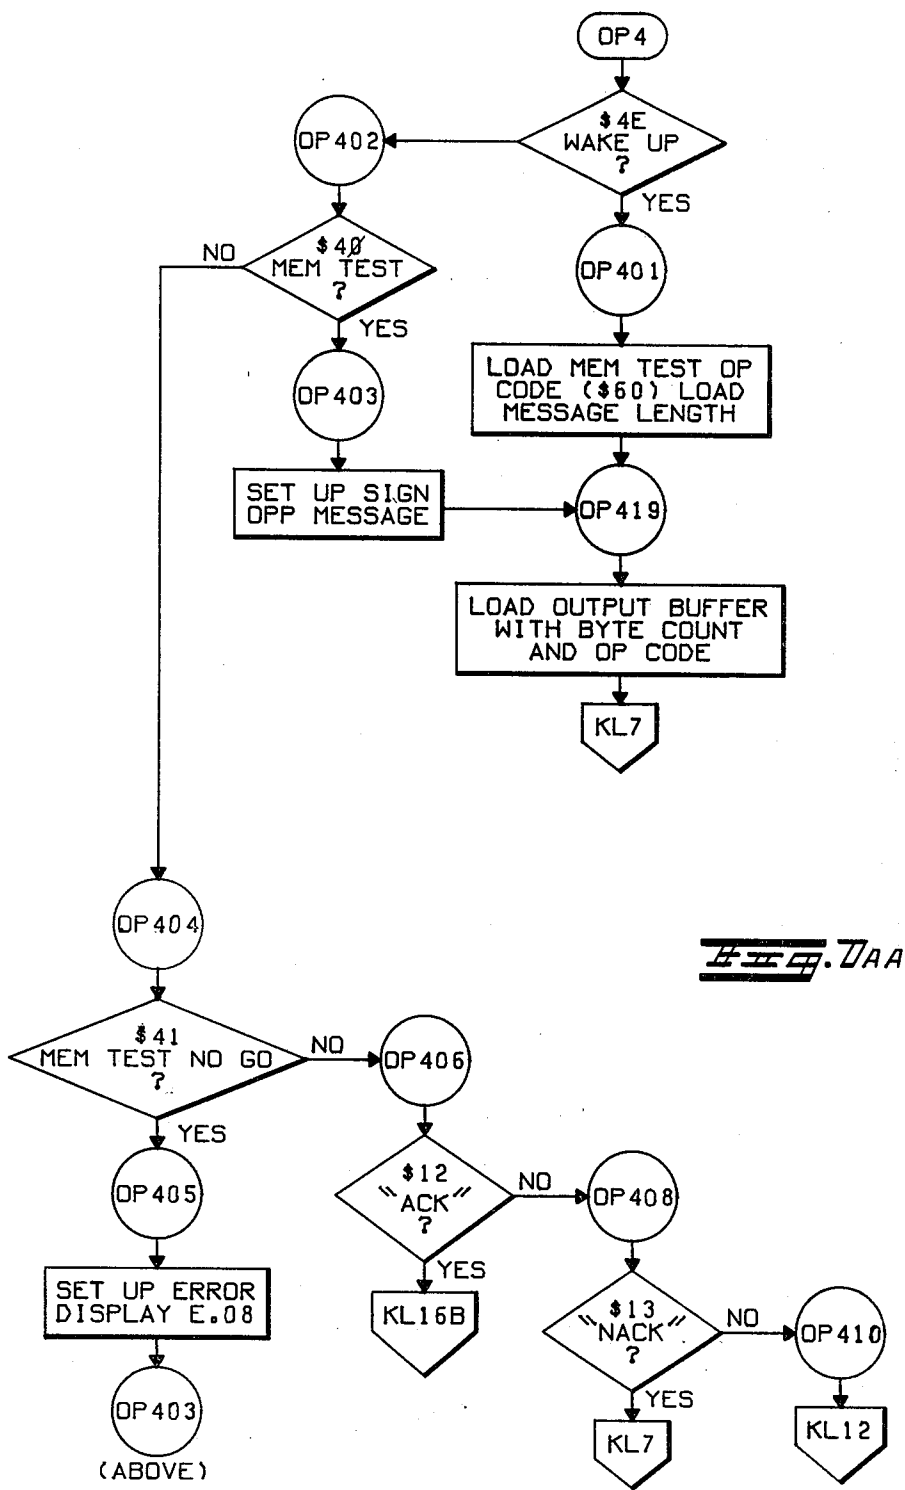 OP4
$4E
WAKE UP
?
YES
OP402
OP401
$40
MEM TEST
?
NO
YES
OP403
LOAD MEM TEST OP
CODE ($60) LOAD
MESSAGE LENGTH
SET UP SIGN
OPP MESSAGE
OP419
LOAD OUTPUT BUFFER
WITH BYTE COUNT
AND OP CODE
KL7
OP404
Fig. DAA
$41
MEM TEST NO GO
?
NO
YES
OP406
OP405
$12
"ACK"
?
NO
YES
OP408
SET UP ERROR
DISPLAY E.08
KL16B
$13
"NACK"
?
NO
YES
OP410
OP403
(ABOVE)
KL7
KL12